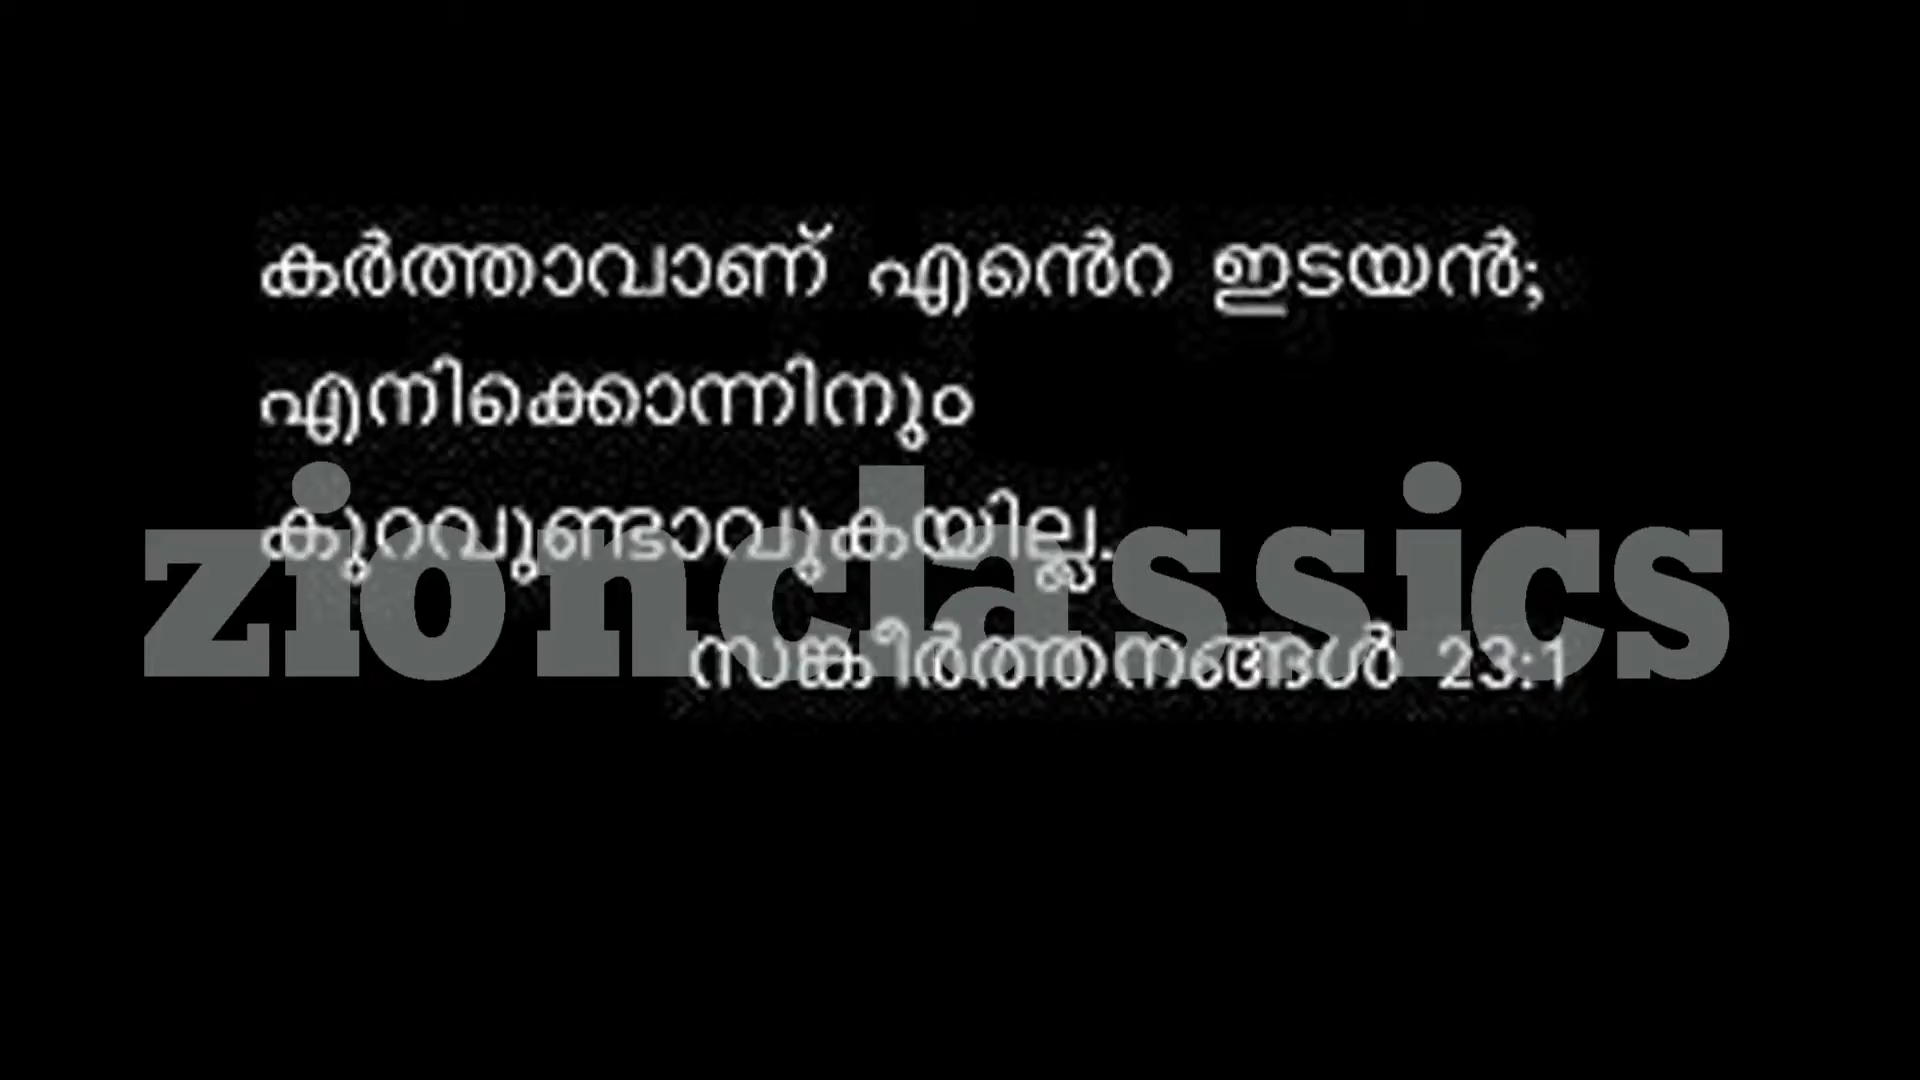 കർത്താവാണ് എൻെറ ഇടയൻ;
എനിക്കൊന്നിനും
കുറവുണ്ടാവുകയില്ല.
zionclassics
സങ്കീർത്തനങ്ങൾ 23:1